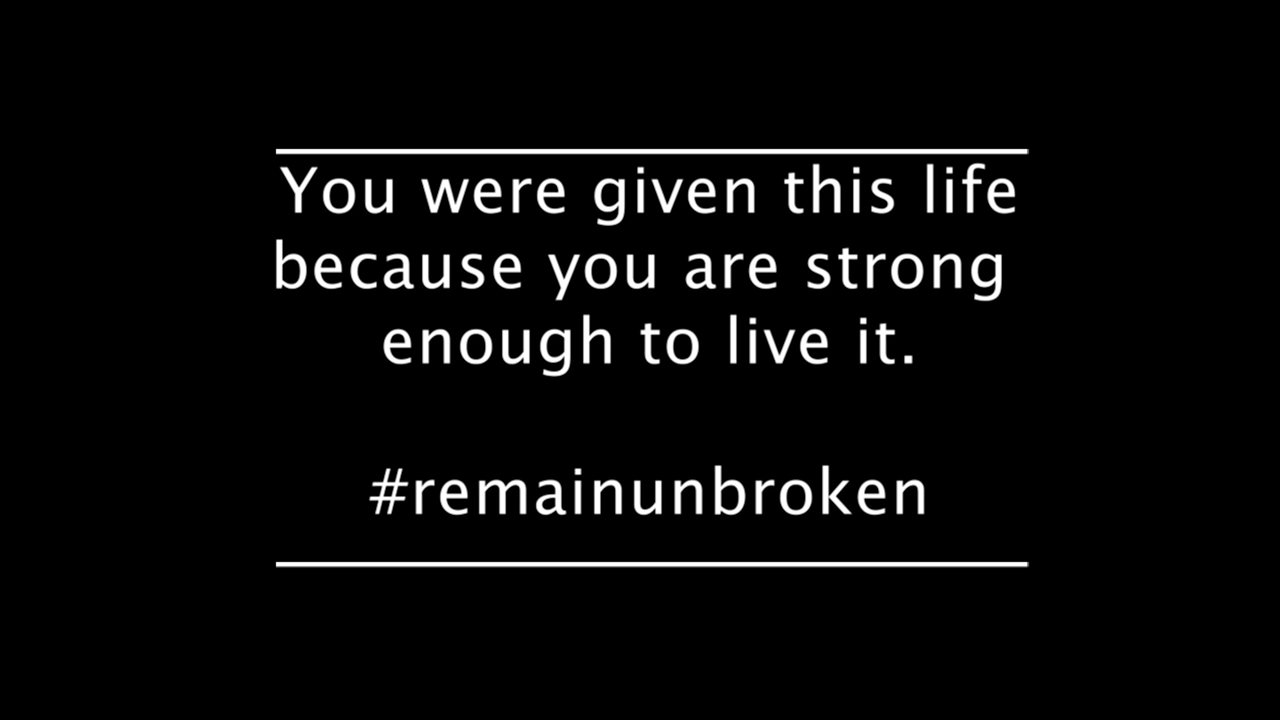 You were given this life
because you are strong
enough to live it.
#remainunbroken